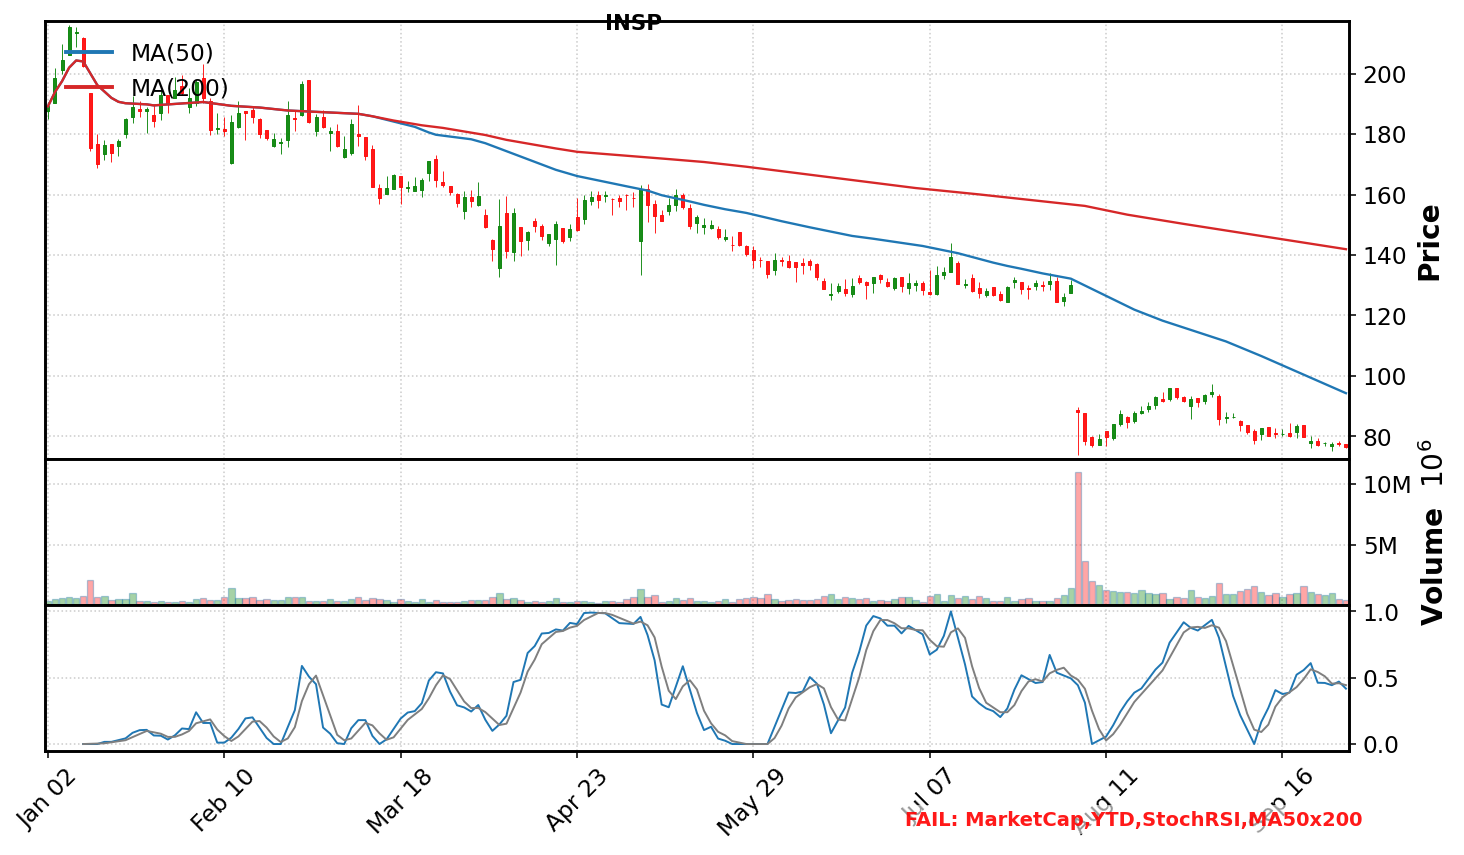 INSP
MA(50)
MA(200)
200
180
160
140
120
100
80
Price
10M
5M
Volume 10⁶
1.0
0.5
0.0
Jan 02
Feb 10
Mar 18
Apr 23
May 29
Jul 07
Aug 11
Sep 16
FAIL: MarketCap,YTD,StochRSI,MA50x200